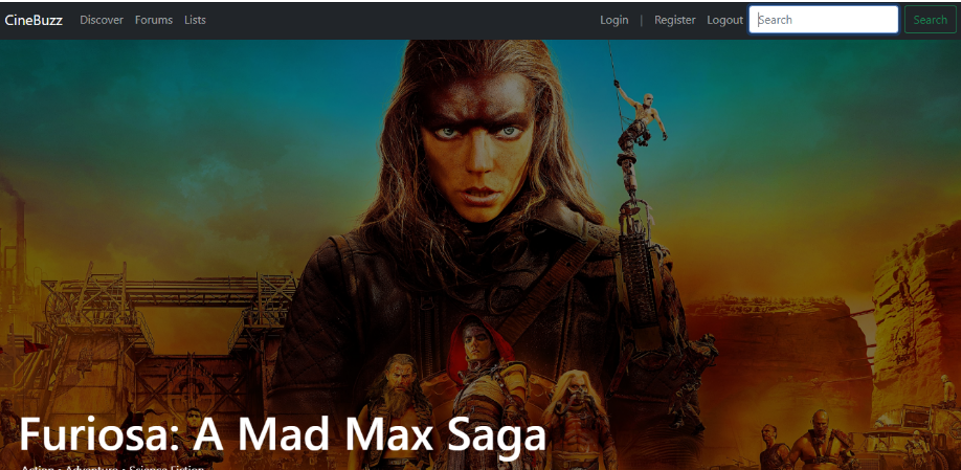 CineBuzz Discover Forums Lists Login | Register Logout Search Search
Furiosa: A Mad Max Saga
Action • Adventure • Science Fiction